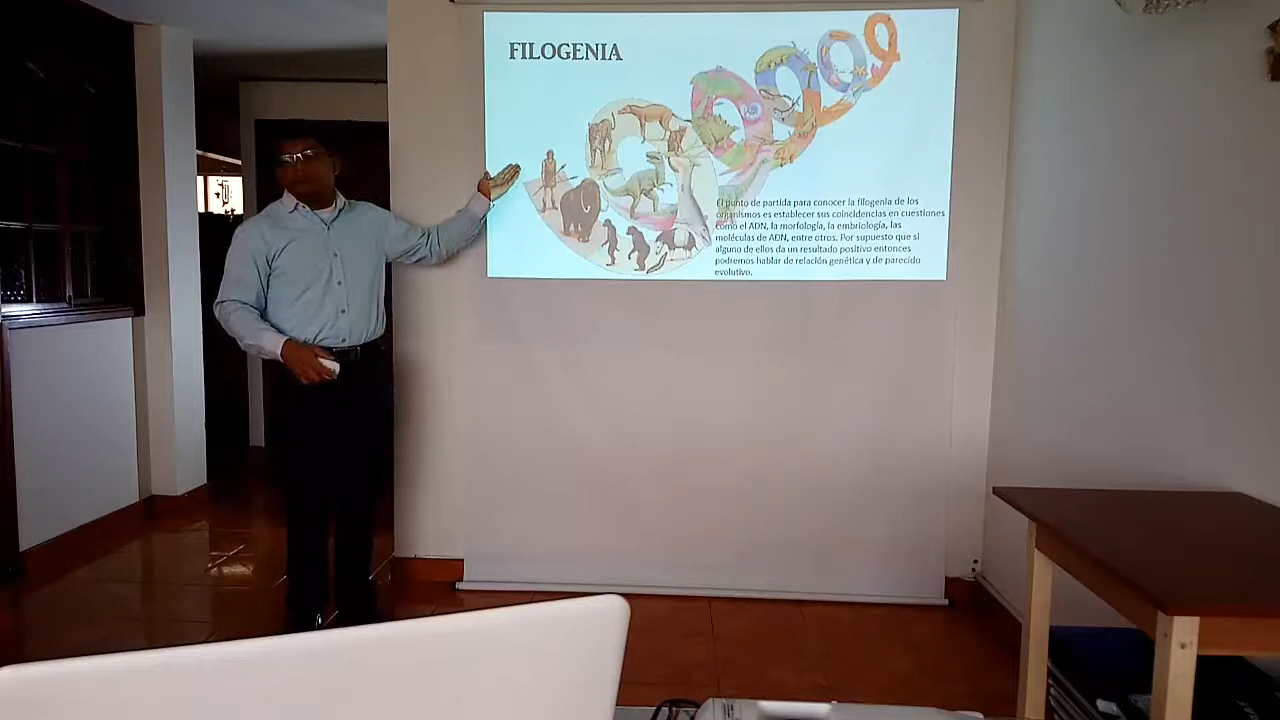 FILOGENIA
El punto de partida para conocer la filogenia de los
organismos es establecer sus coincidencias en cuestiones
como el ADN, la morfología, la embriología, las
moléculas de ADN, entre otros. Por supuesto que si
alguno de ellos da un resultado positivo entonces
podremos hablar de relación genética y de parecido
evolutivo.